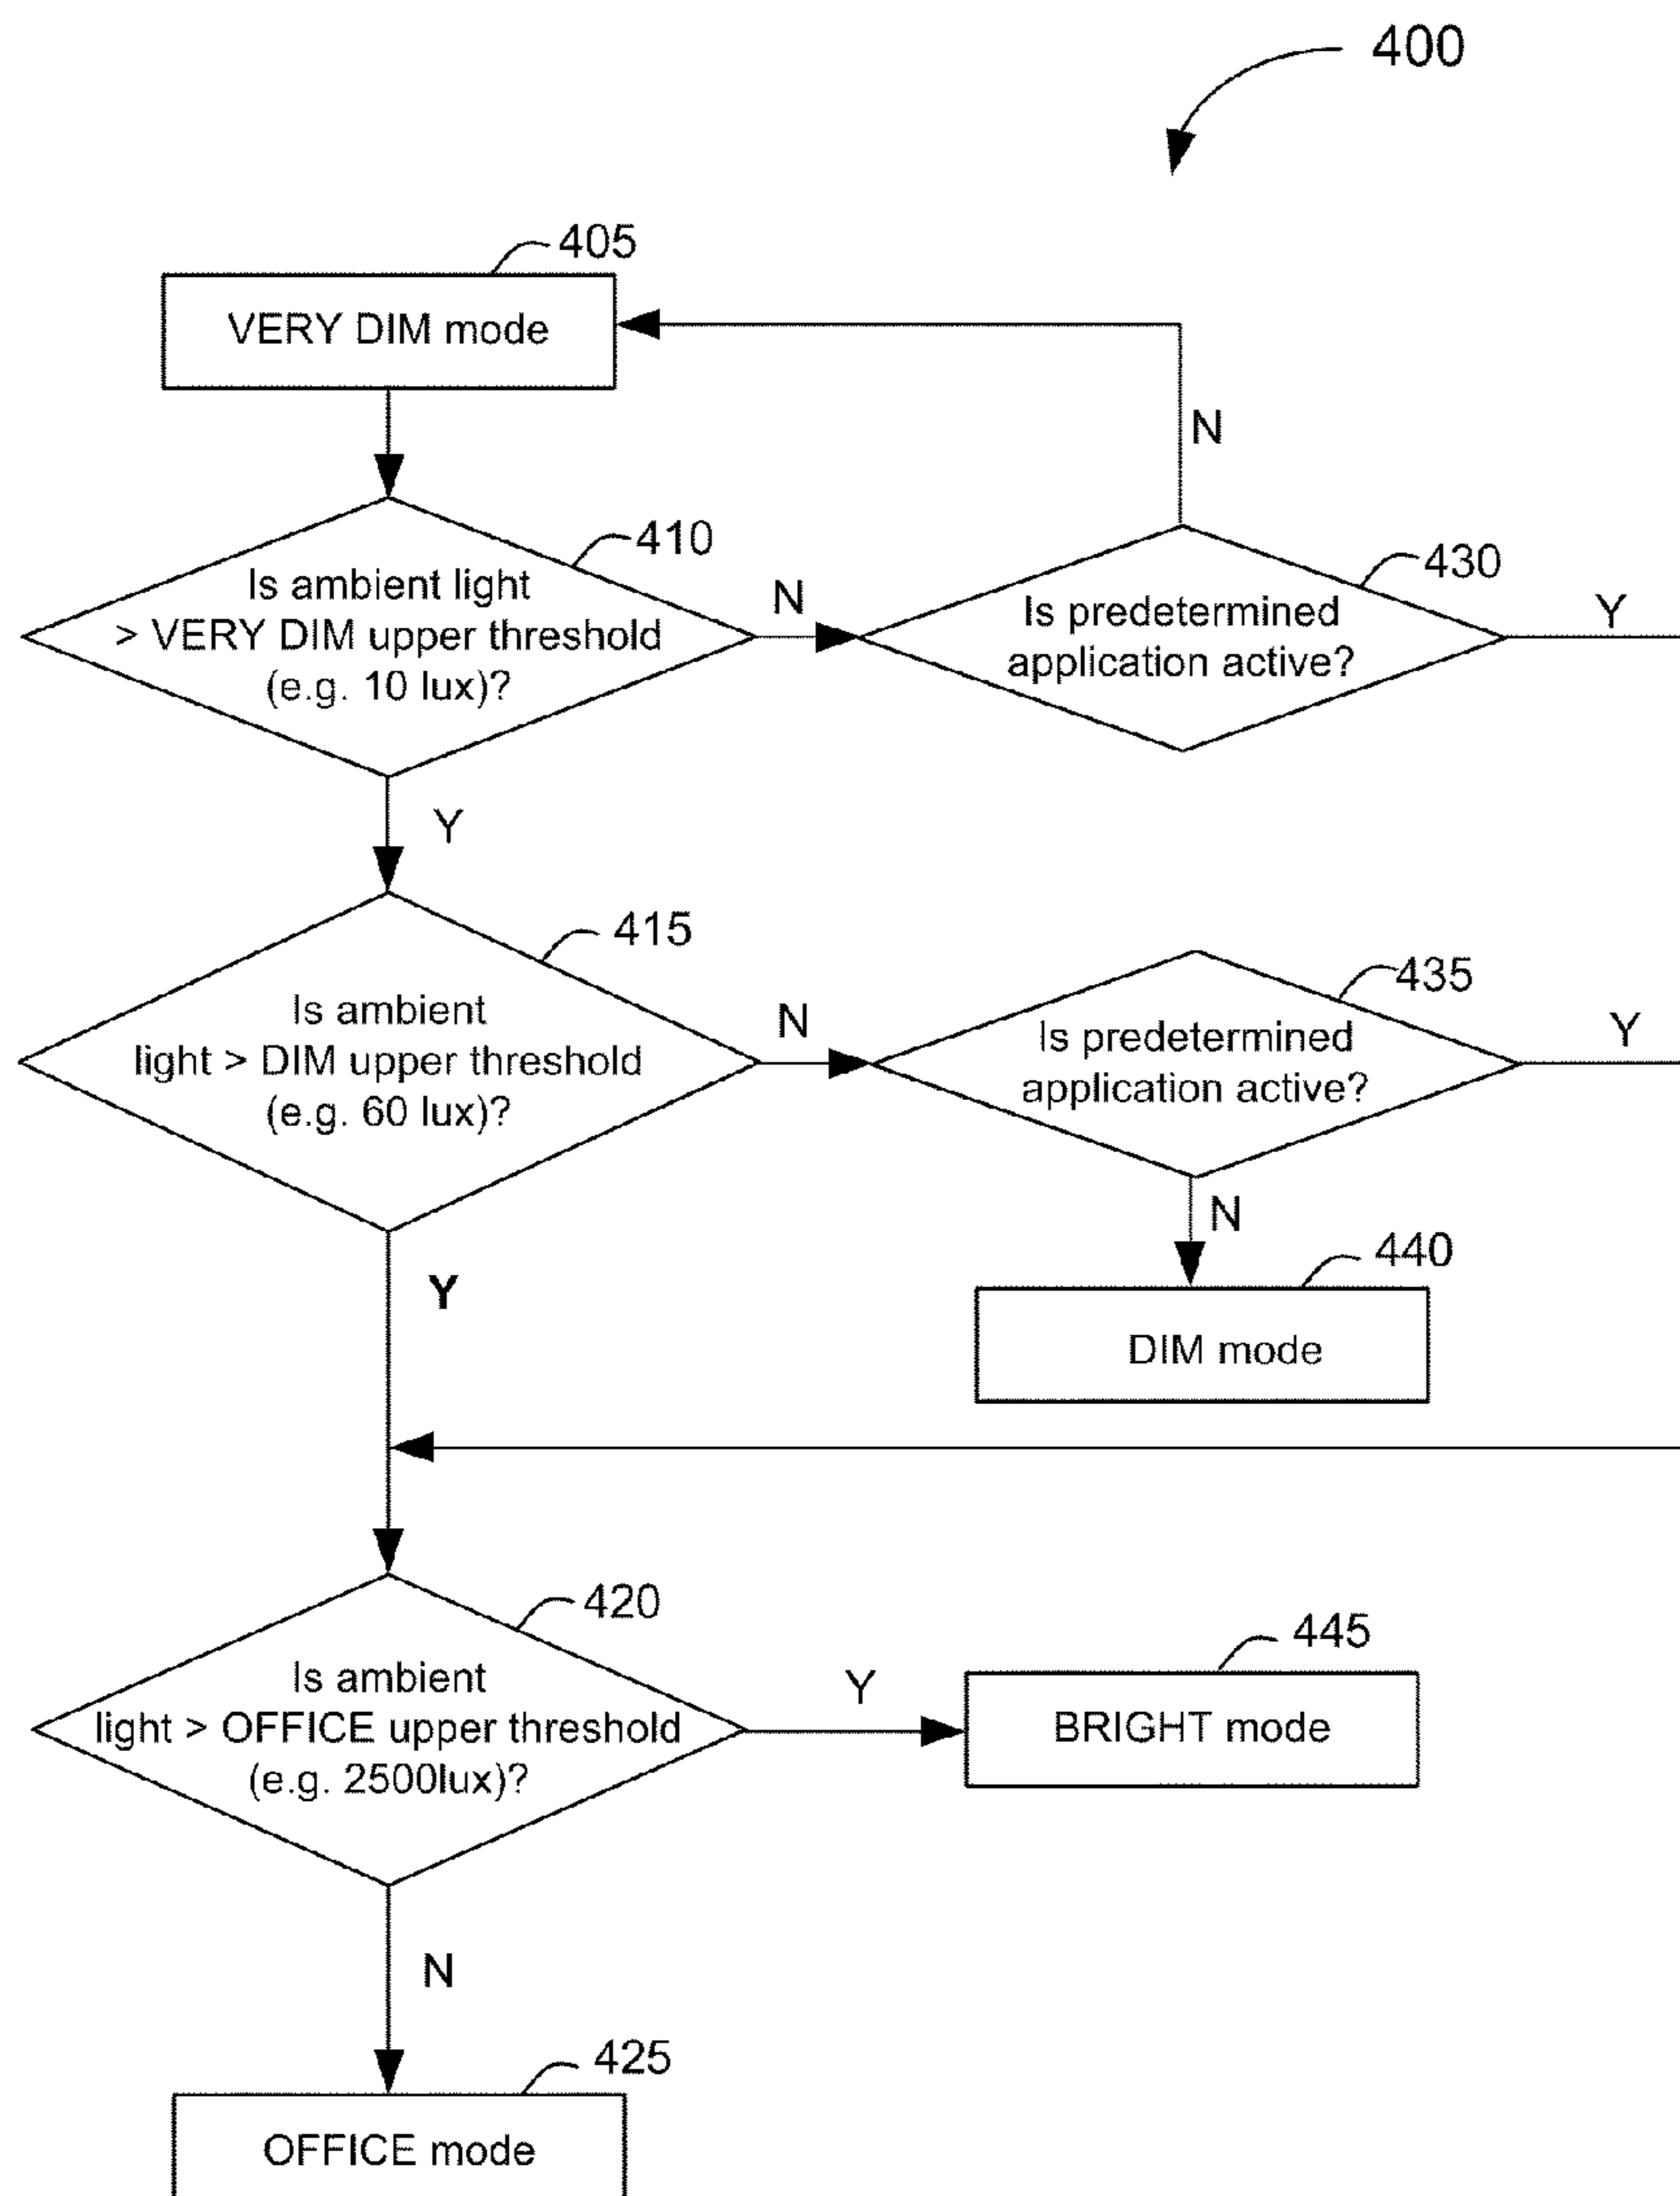 400
405
VERY DIM mode
N
410
Is ambient light
> VERY DIM upper threshold
(e.g. 10 lux)?
N
430
Is predetermined
application active?
Y
Y
415
Is ambient
light > DIM upper threshold
(e.g. 60 lux)?
N
435
Is predetermined
application active?
Y
N
440
DIM mode
Y
420
Is ambient
light > OFFICE upper threshold
(e.g. 2500lux)?
Y
445
BRIGHT mode
N
425
OFFICE mode